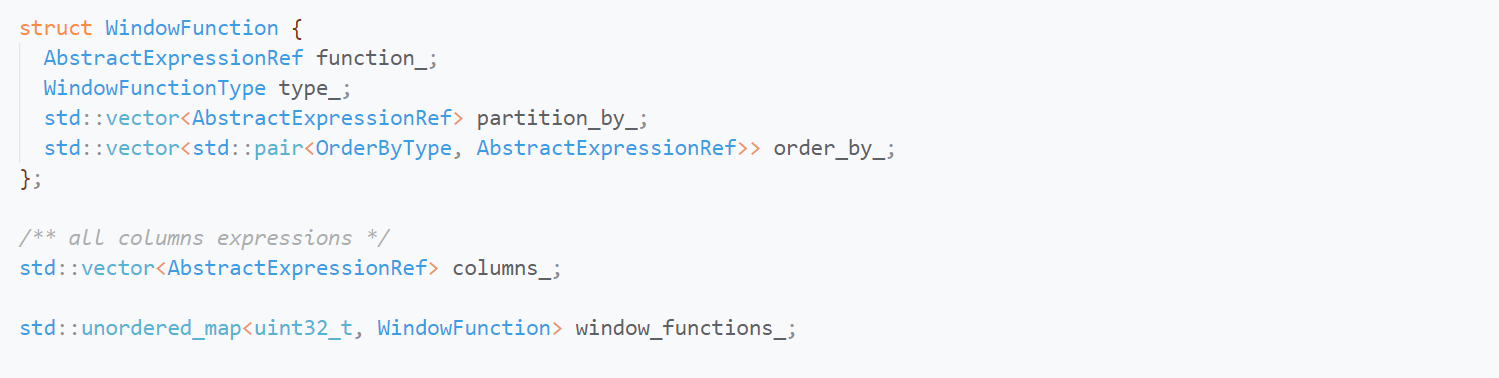 struct WindowFunction {
  AbstractExpressionRef function_;
  WindowFunctionType type_;
  std::vector<AbstractExpressionRef> partition_by_;
  std::vector<std::pair<OrderByType, AbstractExpressionRef>> order_by_;
};

/** all columns expressions */
std::vector<AbstractExpressionRef> columns_;

std::unordered_map<uint32_t, WindowFunction> window_functions_;